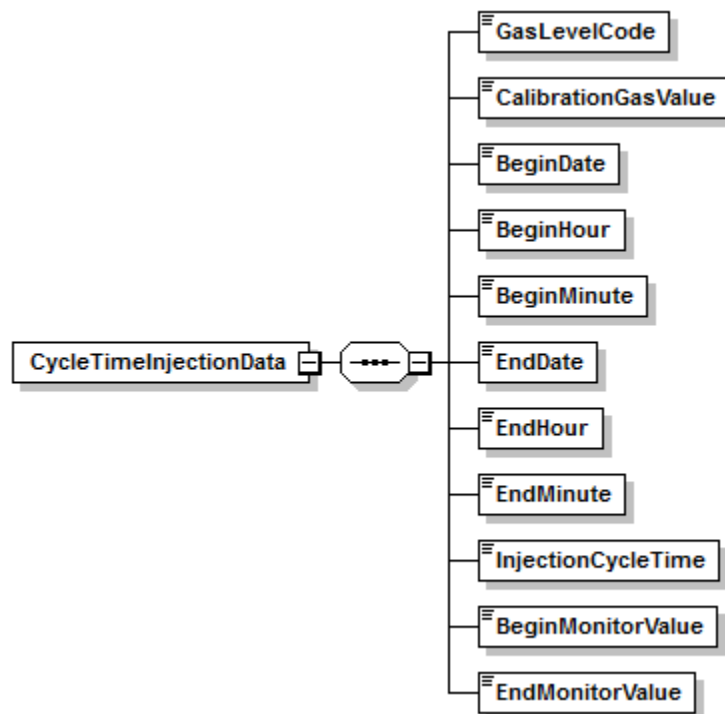 GasLevelCode
CalibrationGasValue
BeginDate
BeginHour
BeginMinute
CycleTimeInjectionData
EndDate
EndHour
EndMinute
InjectionCycleTime
BeginMonitorValue
EndMonitorValue